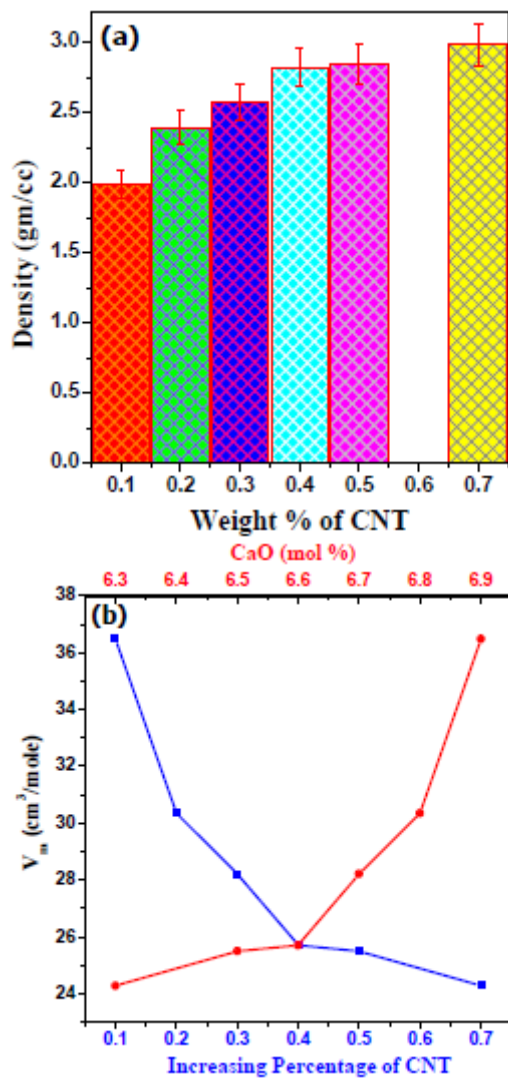 (a)
3.0
2.5
2.0
1.5
1.0
0.5
0.0
Density (gm/cc)
0.1 0.2 0.3 0.4 0.5 0.6 0.7
Weight % of CNT
CaO (mol %)
6.3 6.4 6.5 6.6 6.7 6.8 6.9
(b)
38
36
34
32
30
28
26
24
Vm (cm³/mole)
0.1 0.2 0.3 0.4 0.5 0.6 0.7
Increasing Percentage of CNT